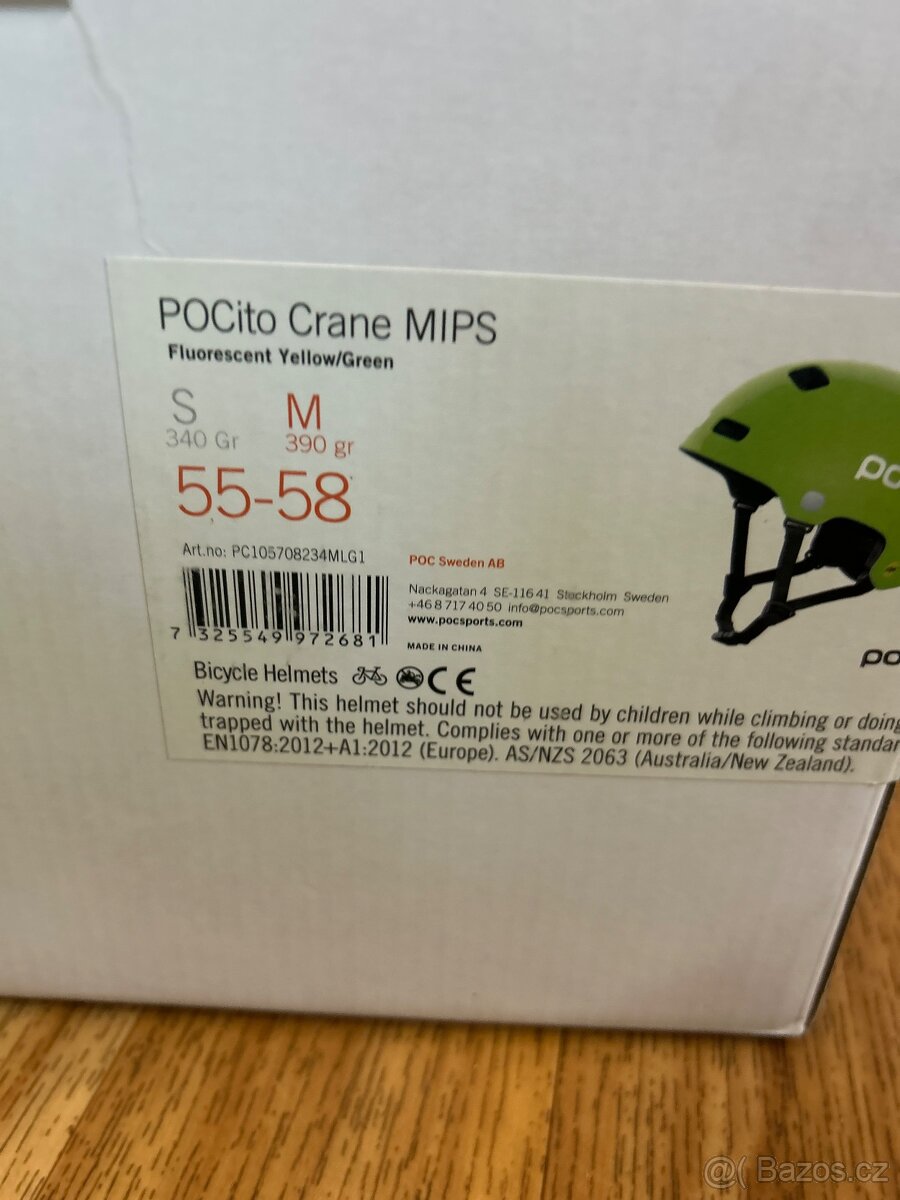 POCito Crane MIPS
Fluorescent Yellow/Green
S M
340 Gr 390 gr
55-58
Art.no: PC105708234MLG1
7 325549 972681
POC Sweden AB
Nackagatan 4 SE-116 41 Stockholm Sweden
+46 8 717 40 50 info@pocsports.com
www.pocsports.com
MADE IN CHINA
Bicycle Helmets CE
Warning! This helmet should not be used by children while climbing or doing
trapped with the helmet. Complies with one or more of the following standar
EN1078:2012+A1:2012 (Europe). AS/NZS 2063 (Australia/New Zealand).
po
po
@( Bazos.cz